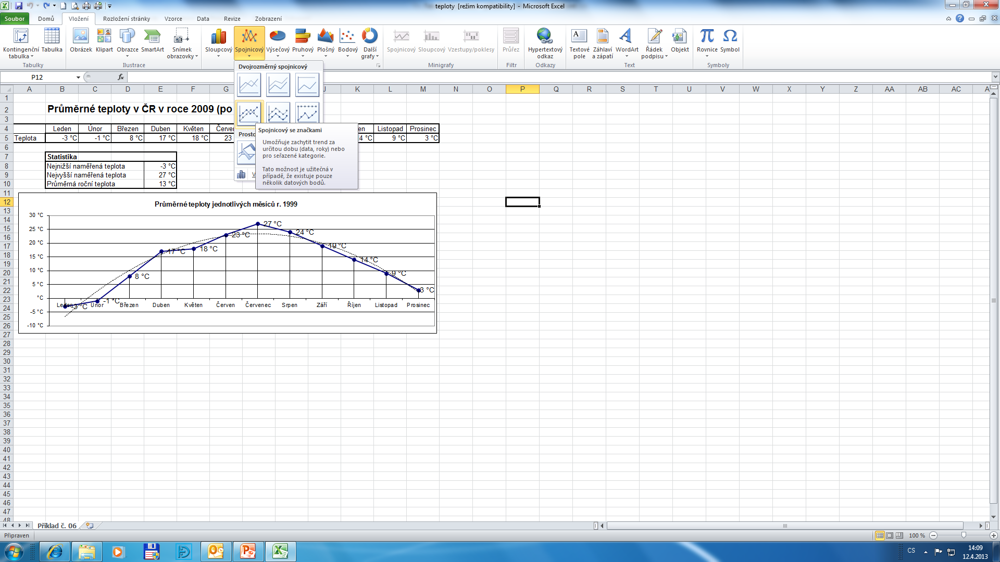 teploty  [režim kompatibility]  -  Microsoft Excel
Soubor Domů Vložení Rozložení stránky Vzorce Data Revize Zobrazení
Kontingenční tabulka Tabulka Obrázek Klipart Obrazce SmartArt Snímek obrazovky Sloupcový Spojnicový Výsečový Pruhový Plošný Bodový Další grafy Spojnicový Sloupcový Vzestupy/poklesy Průřez Hypertextový odkaz Textové pole Záhlaví a zápatí WordArt Řádek podpisu Objekt Rovnice Symbol
Tabulky Ilustrace Minigrafy Filtr Odkazy Text Symboly
P12 fx
Dvojrozměrný spojnicový
Prosto
Spojnicový se značkami
Umožňuje zachytit trend za
určitou dobu (data, roky) nebo
pro seřazené kategorie.
Tato možnost je užitečná v
případě, že existuje pouze
několik datových bodů.
A B C D E F G J K L M N O P Q R S T U V W X Y Z AA AB AC A
1
2 Průměrné teploty v ČR v roce 2009 (po
3
4 Leden Únor Březen Duben Květen Červen en Listopad Prosinec
5 Teplota -3 °C -1 °C 8 °C 17 °C 18 °C 23 4 °C 9 °C 3 °C
6
7 Statistika
8 Nejnižší naměřená teplota -3 °C
9 Nejvyšší naměřená teplota 27 °C
10 Průměrná roční teplota 13 °C
11
12
13
14
15
16
17
18
19
20
21
22
23
24
25
26
27
28
29
30
31
32
33
34
35
36
37
38
39
40
41
42
43
44
45
46
47
48
Průměrné teploty jednotlivých měsíců r. 1999
30 °C
25 °C
20 °C
15 °C
10 °C
5 °C
°C
-5 °C
-10 °C
-3 °C -1 °C 8 °C 17 °C 18 °C 23 °C 27 °C 24 °C 19 °C 14 °C 9 °C 3 °C
Leden Únor Březen Duben Květen Červen Červenec Srpen Září Říjen Listopad Prosinec
Příklad č. 06
Připraven 100 %
CS 14:09
12.4.2013